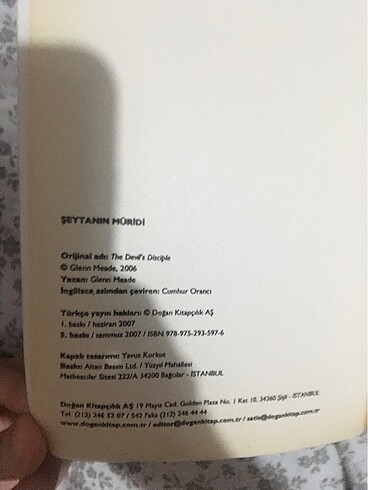 ŞEYTANIN MÜRİDİ
Orijinal adı: The Devil's Disciple
© Glenn Meade, 2006
Yazan: Glenn Meade
İngilizce aslından çeviren: Cumhur Orancı
Türkçe yayın hakları: © Doğan Kitapçılık AŞ
1. baskı / haziran 2007
5. baskı / temmuz 2007 / ISBN 978-975-293-597-6
Kapak tasarımı: Yavuz Korkut
Baskı: Altan Basım Ltd. / Yüzyıl Mahallesi
Matbaacılar Sitesi 222/A 34200 Bağcılar - İSTANBUL
Doğan Kitapçılık AŞ 19 Mayıs Cad. Golden Plaza No. 1 Kat 10, 34360 Şişli - İSTANBUL
Tel. (212) 246 52 07 / 542 Faks (212) 246 44 44
www.dogankitap.com.tr / editor@dogankitap.com.tr / satis@dogankitap.com.tr